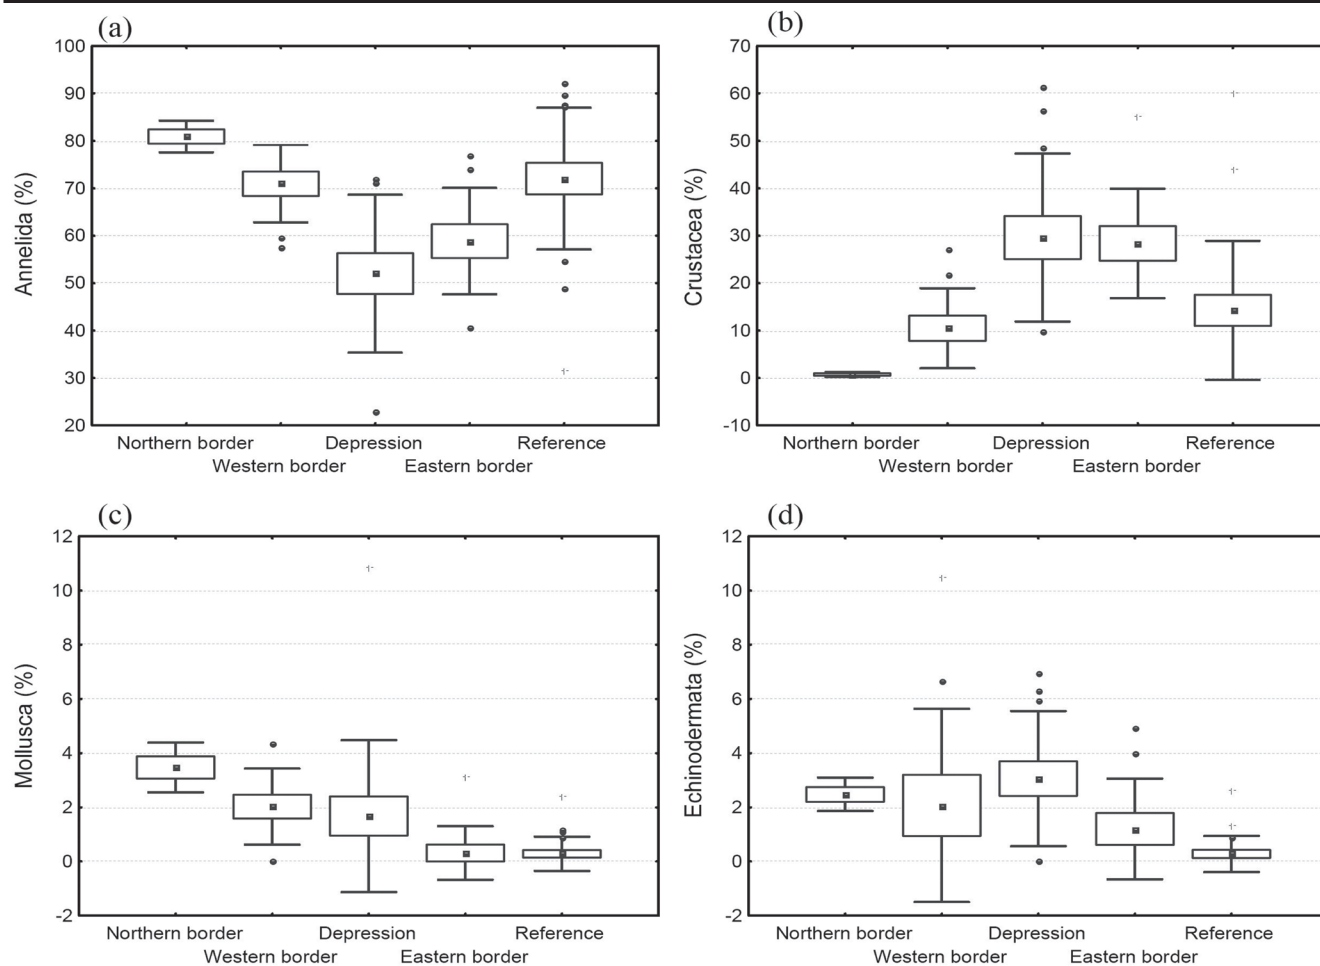 (a)
Annelida (%)
100
90
80
70
60
50
40
30
20
Northern border Depression Reference
Western border Eastern border
(b)
Crustacea (%)
70
60
50
40
30
20
10
0
-10
Northern border Depression Reference
Western border Eastern border
(c)
Mollusca (%)
12
10
8
6
4
2
0
-2
Northern border Depression Reference
Western border Eastern border
(d)
Echinodermata (%)
12
10
8
6
4
2
0
-2
Northern border Depression Reference
Western border Eastern border